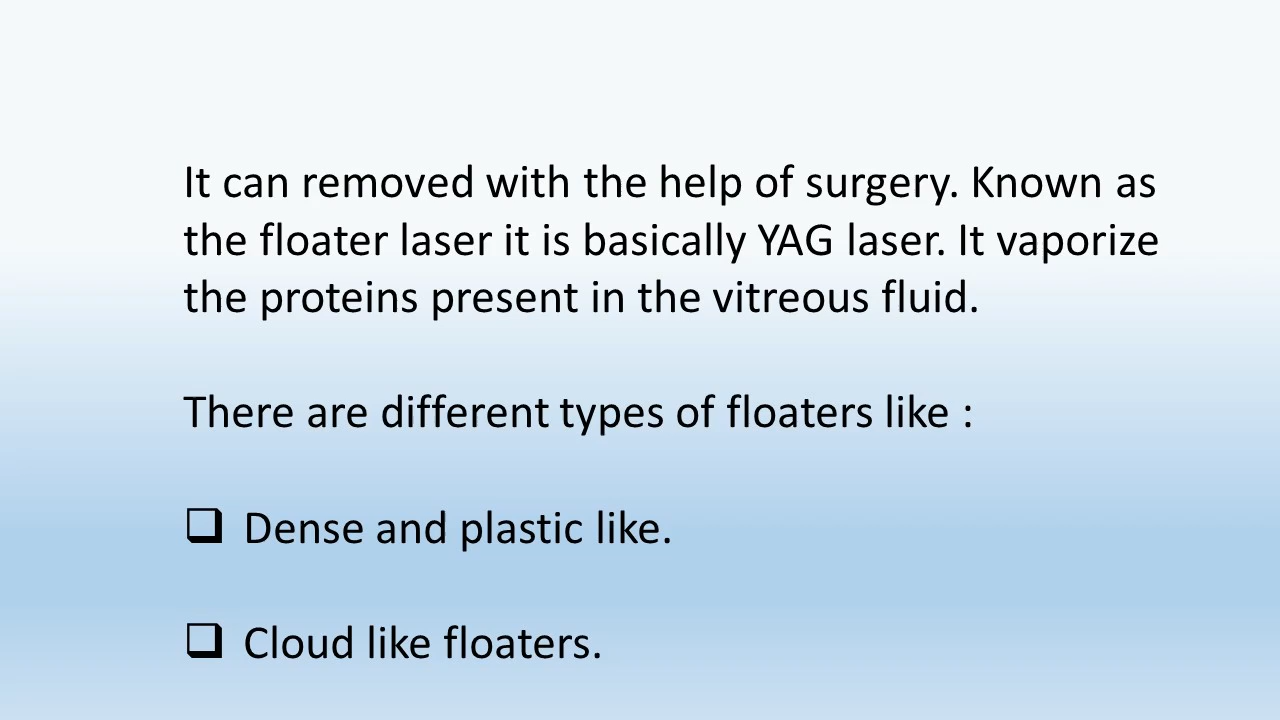 It can removed with the help of surgery. Known as
the floater laser it is basically YAG laser. It vaporize
the proteins present in the vitreous fluid.
There are different types of floaters like :
❑ Dense and plastic like.
❑ Cloud like floaters.